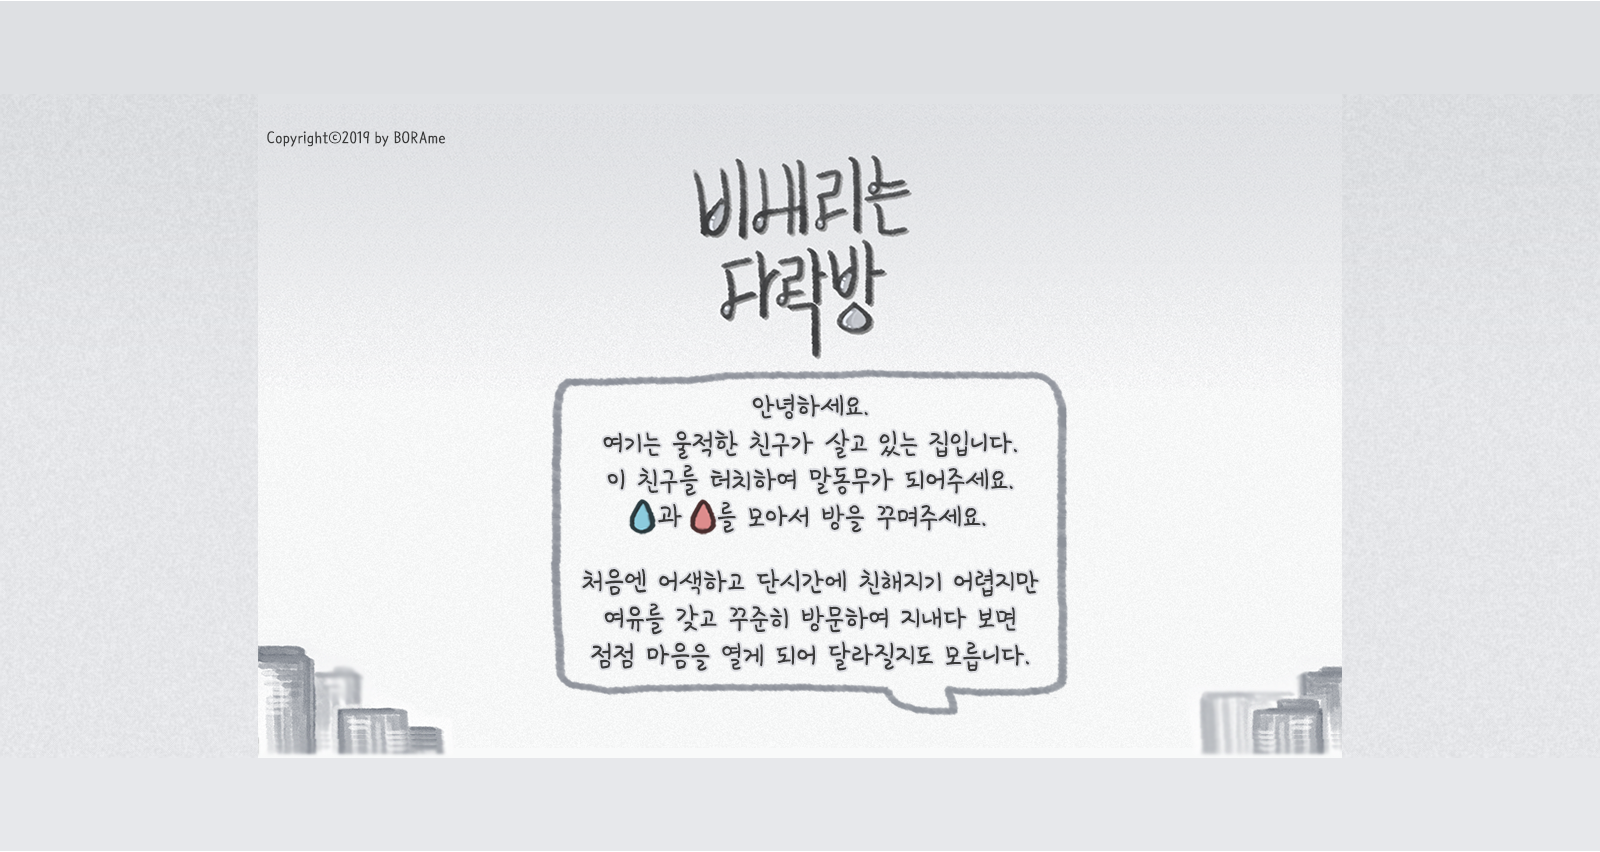 Copyright©2019 by BORAme
비내리는
다락방
안녕하세요.
여기는 울적한 친구가 살고 있는 집입니다.
이 친구를 터치하여 말동무가 되어주세요.
과 를 모아서 방을 꾸며주세요.
처음엔 어색하고 단시간에 친해지기 어렵지만
여유를 갖고 꾸준히 방문하여 지내다 보면
점점 마음을 열게 되어 달라질지도 모릅니다.